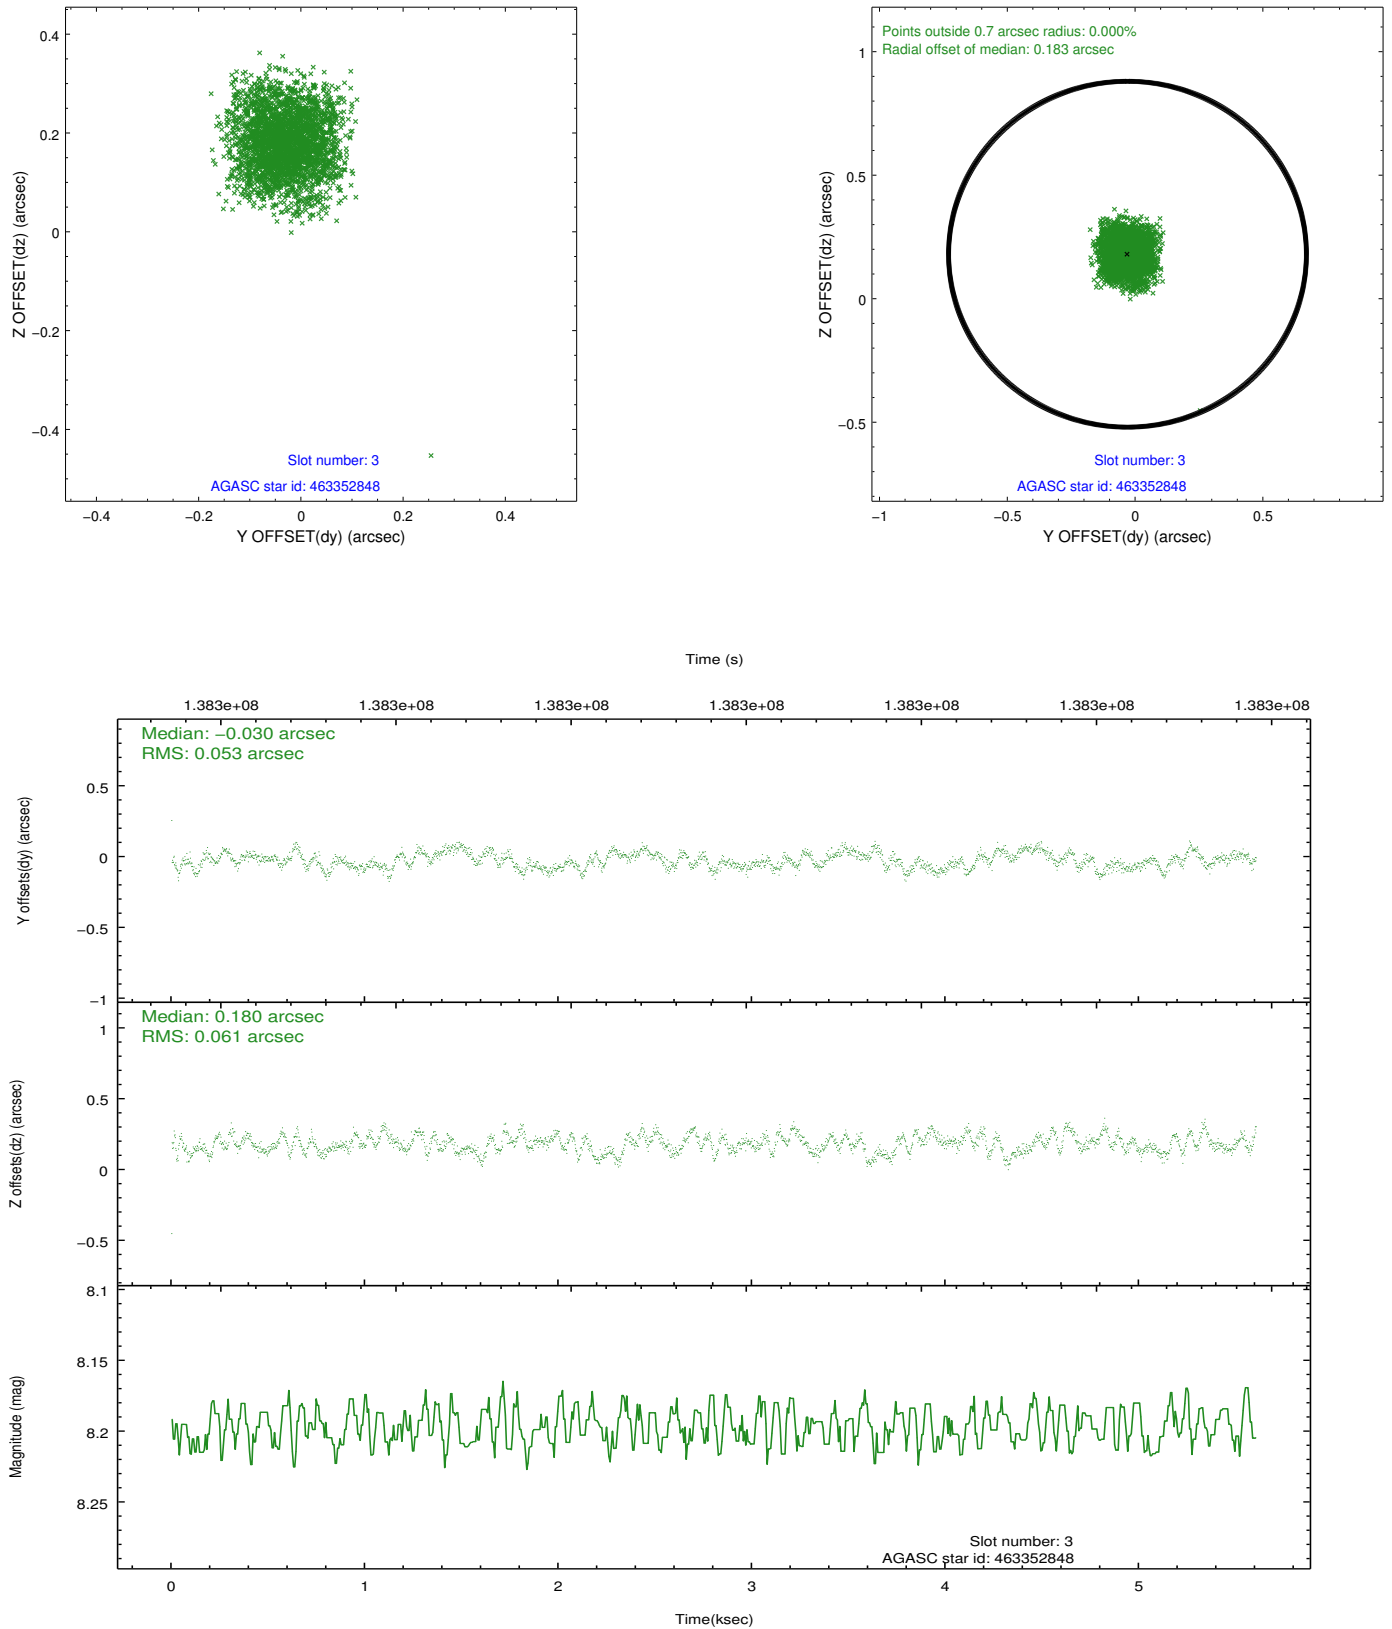 0.4
0.2
0
−0.2
−0.4
Z OFFSET(dz) (arcsec)
Slot number: 3
AGASC star id: 463352848
−0.4
−0.2
0
0.2
0.4
Y OFFSET(dy) (arcsec)
Points outside 0.7 arcsec radius: 0.000%
Radial offset of median: 0.183 arcsec
1
0.5
0
−0.5
Z OFFSET(dz) (arcsec)
Slot number: 3
AGASC star id: 463352848
−1
−0.5
0
0.5
Y OFFSET(dy) (arcsec)
Time (s)
1.383e+08 1.383e+08 1.383e+08 1.383e+08 1.383e+08 1.383e+08 1.383e+08
Median: −0.030 arcsec
RMS: 0.053 arcsec
0.5
0
−0.5
−1
Y offsets(dy) (arcsec)
Median: 0.180 arcsec
RMS: 0.061 arcsec
1
0.5
0
−0.5
Z offsets(dz) (arcsec)
8.1
8.15
8.2
8.25
Magnitude (mag)
Slot number: 3
AGASC star id: 463352848
0 1 2 3 4 5
Time(ksec)